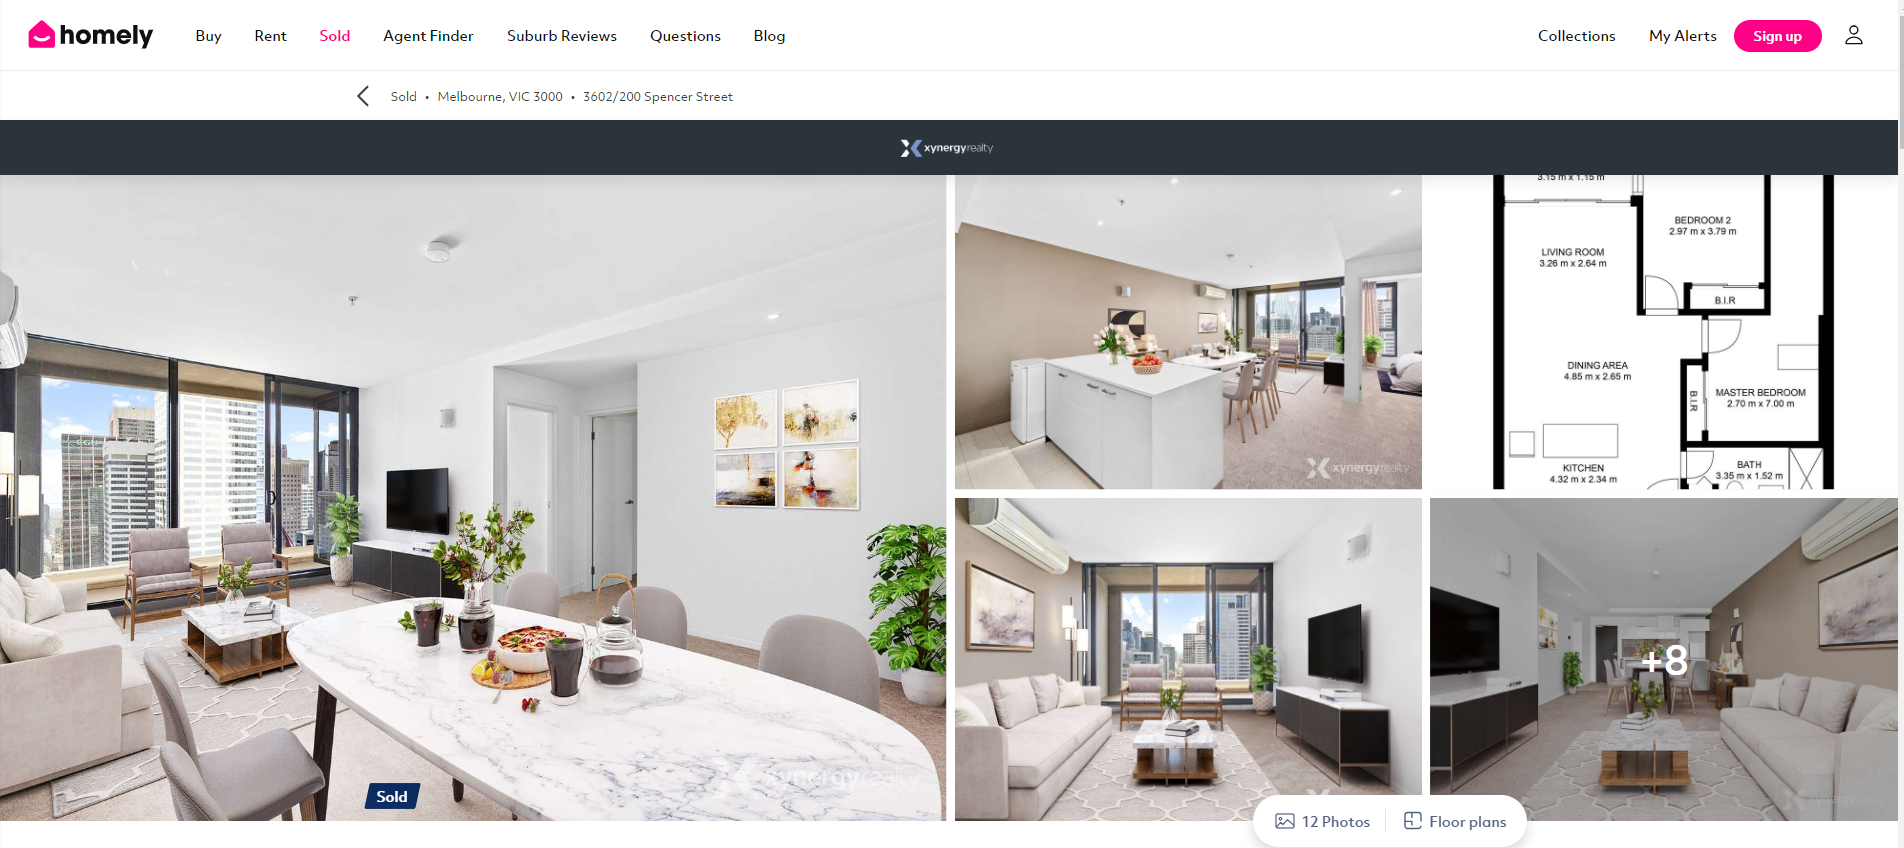 homely Buy Rent Sold Agent Finder Suburb Reviews Questions Blog Collections My Alerts Sign up
Sold • Melbourne, VIC 3000 • 3602/200 Spencer Street
xynergyrealty
3.15 m x 1.15 m
BEDROOM 2
2.97 m x 3.79 m
LIVING ROOM
3.26 m x 2.64 m
B.I.R
DINING AREA
4.85 m x 2.65 m
MASTER BEDROOM
2.70 m x 7.00 m
B.I.R
KITCHEN
4.32 m x 2.34 m
BATH
3.35 m x 1.52 m
xynergyrealty
+8
xynergyrealty
Sold
12 Photos
Floor plans